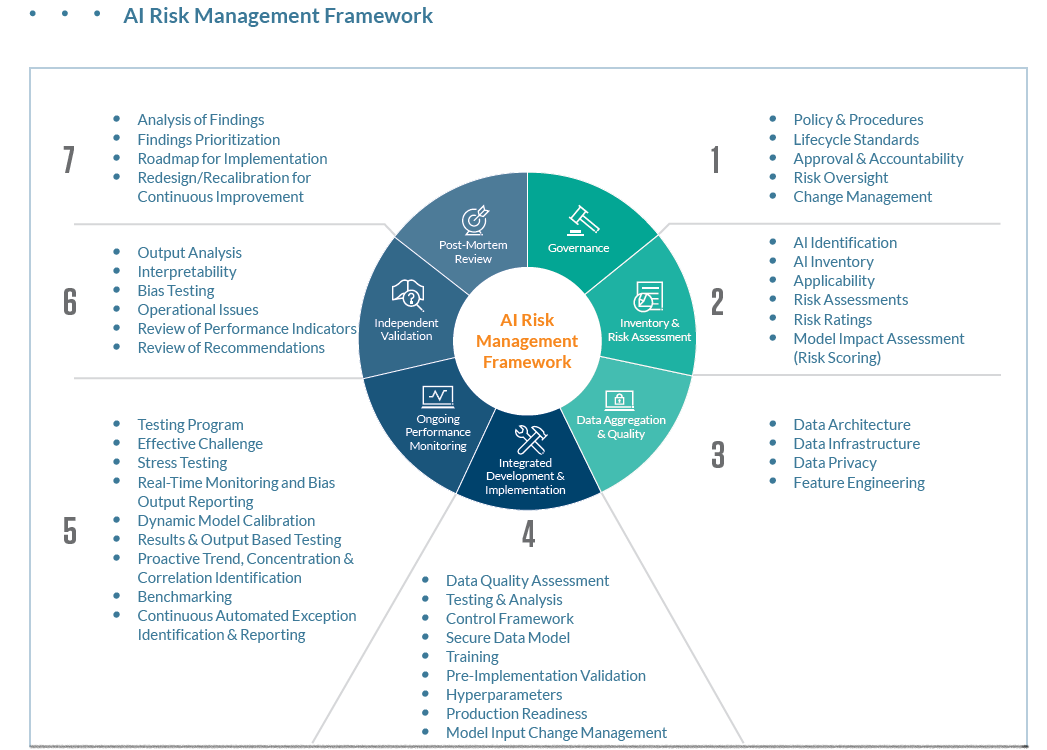 AI Risk Management Framework
7
Analysis of Findings
Findings Prioritization
Roadmap for Implementation
Redesign/Recalibration for
Continuous Improvement
1
Policy & Procedures
Lifecycle Standards
Approval & Accountability
Risk Oversight
Change Management
6
Output Analysis
Interpretability
Bias Testing
Operational Issues
Review of Performance Indicators
Review of Recommendations
2
AI Identification
AI Inventory
Applicability
Risk Assessments
Risk Ratings
Model Impact Assessment
(Risk Scoring)
Post-Mortem
Review
Governance
Independent
Validation
Inventory &
Risk Assessment
AI Risk
Management
Framework
Ongoing
Performance
Monitoring
Data Aggregation
& Quality
Integrated
Development &
Implementation
5
Testing Program
Effective Challenge
Stress Testing
Real-Time Monitoring and Bias
Output Reporting
Dynamic Model Calibration
Results & Output Based Testing
Proactive Trend, Concentration &
Correlation Identification
Benchmarking
Continuous Automated Exception
Identification & Reporting
3
Data Architecture
Data Infrastructure
Data Privacy
Feature Engineering
4
Data Quality Assessment
Testing & Analysis
Control Framework
Secure Data Model
Training
Pre-Implementation Validation
Hyperparameters
Production Readiness
Model Input Change Management